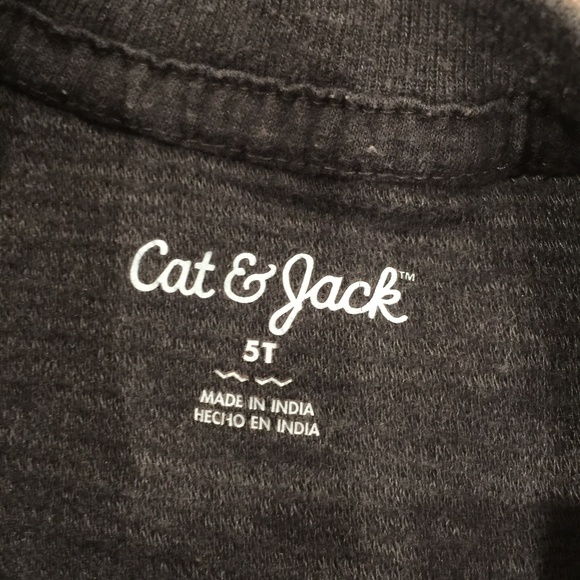 Cat & Jack™
5T
MADE IN INDIA
HECHO EN INDIA